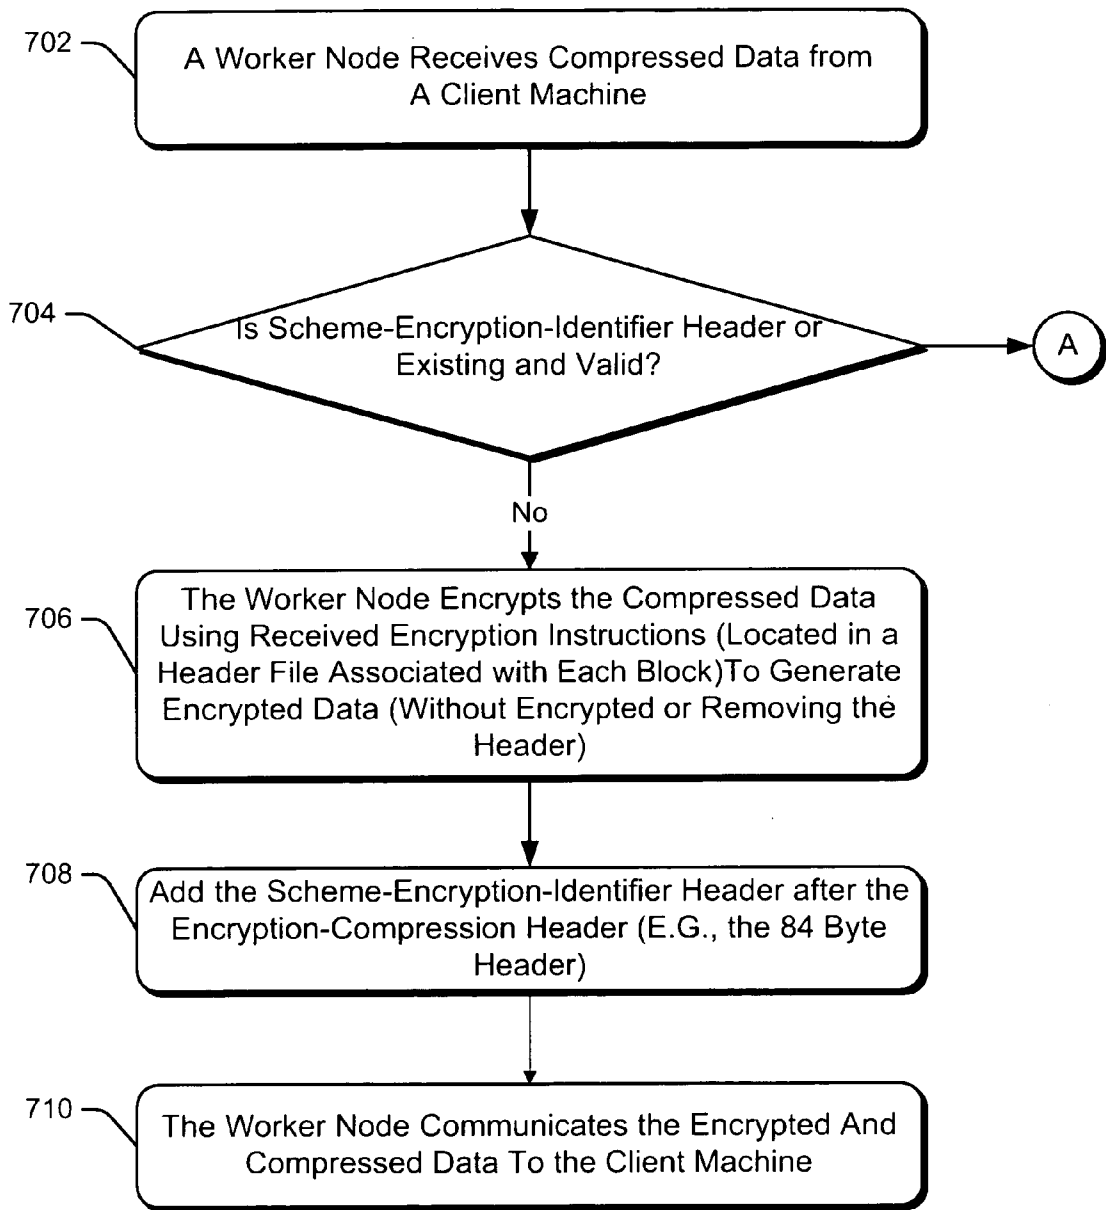 702
A Worker Node Receives Compressed Data from
A Client Machine
704
Is Scheme-Encryption-Identifier Header or
Existing and Valid?
A
No
706
The Worker Node Encrypts the Compressed Data
Using Received Encryption Instructions (Located in a
Header File Associated with Each Block)To Generate
Encrypted Data (Without Encrypted or Removing the
Header)
708
Add the Scheme-Encryption-Identifier Header after the
Encryption-Compression Header (E.G., the 84 Byte
Header)
710
The Worker Node Communicates the Encrypted And
Compressed Data To the Client Machine